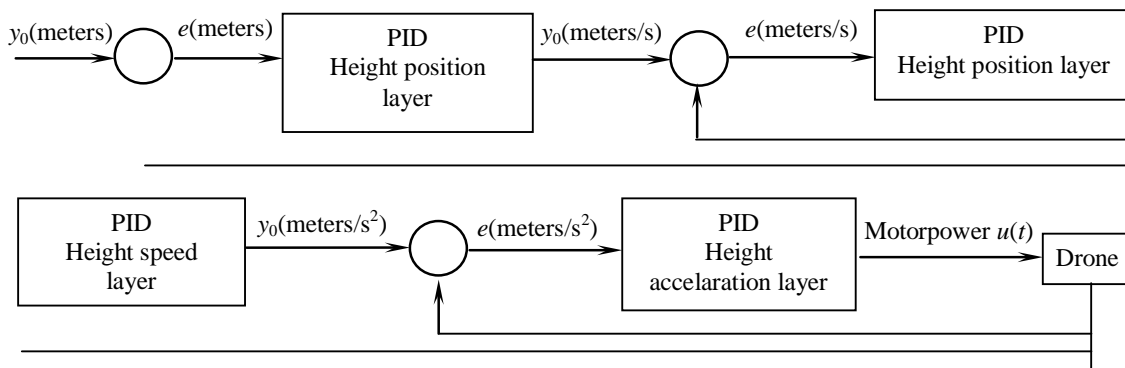 y₀(meters)
e(meters)
PID
Height position
layer
y₀(meters/s)
e(meters/s)
PID
Height position layer
PID
Height speed
layer
y₀(meters/s²)
e(meters/s²)
PID
Height
accelaration layer
Motorpower u(t)
Drone